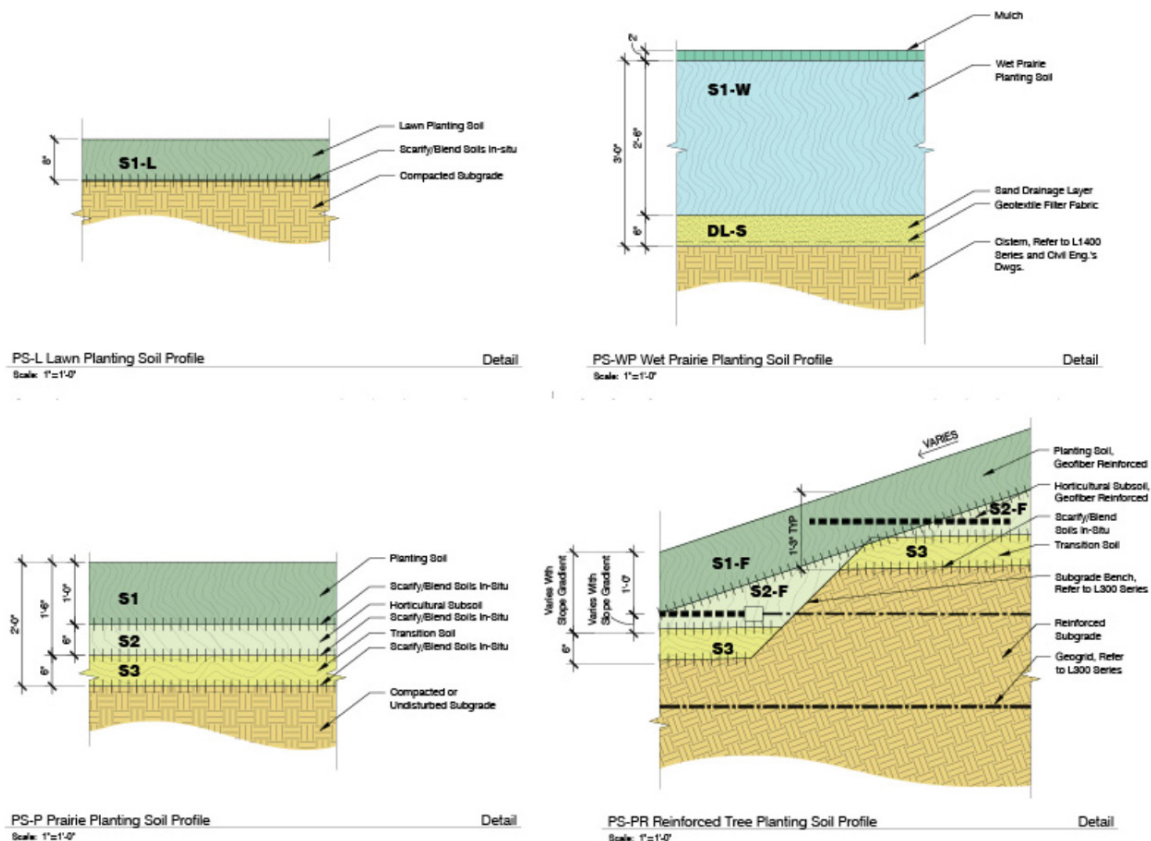 8"
S1-L
Lawn Planting Soil
Scarify/Blend Soils In-situ
Compacted Subgrade
PS-L Lawn Planting Soil Profile
Detail
Scale: 1"=1'-0"
2"
3'-0"
2'-6"
6"
S1-W
DL-S
Mulch
Wet Prairie
Planting Soil
Sand Drainage Layer
Geotextile Filter Fabric
Cistern, Refer to L1400
Series and Civil Eng.'s
Dwgs.
PS-WP Wet Prairie Planting Soil Profile
Detail
Scale: 1"=1'-0"
2'-0"
1'-6"
1'-0"
6"
6"
S1
S2
S3
Planting Soil
Scarify/Blend Soils In-Situ
Horticultural Subsoil
Scarify/Blend Soils In-Situ
Transition Soil
Scarify/Blend Soils In-Situ
Compacted or
Undisturbed Subgrade
PS-P Prairie Planting Soil Profile
Detail
Scale: 1"=1'-0"
VARIES
1'-3" TYP
Varies With
Slope Gradient
Varies With
Slope Gradient
1'-0"
6"
S1-F
S2-F
S3
S2-F
S3
Planting Soil,
Geofiber Reinforced
Horticultural Subsoil,
Geofiber Reinforced
Scarify/Blend
Soils In-Situ
Transition Soil
Subgrade Bench,
Refer to L300 Series
Reinforced
Subgrade
Geogrid, Refer
to L300 Series
PS-PR Reinforced Tree Planting Soil Profile
Detail
Scale: 1"=1'-0"